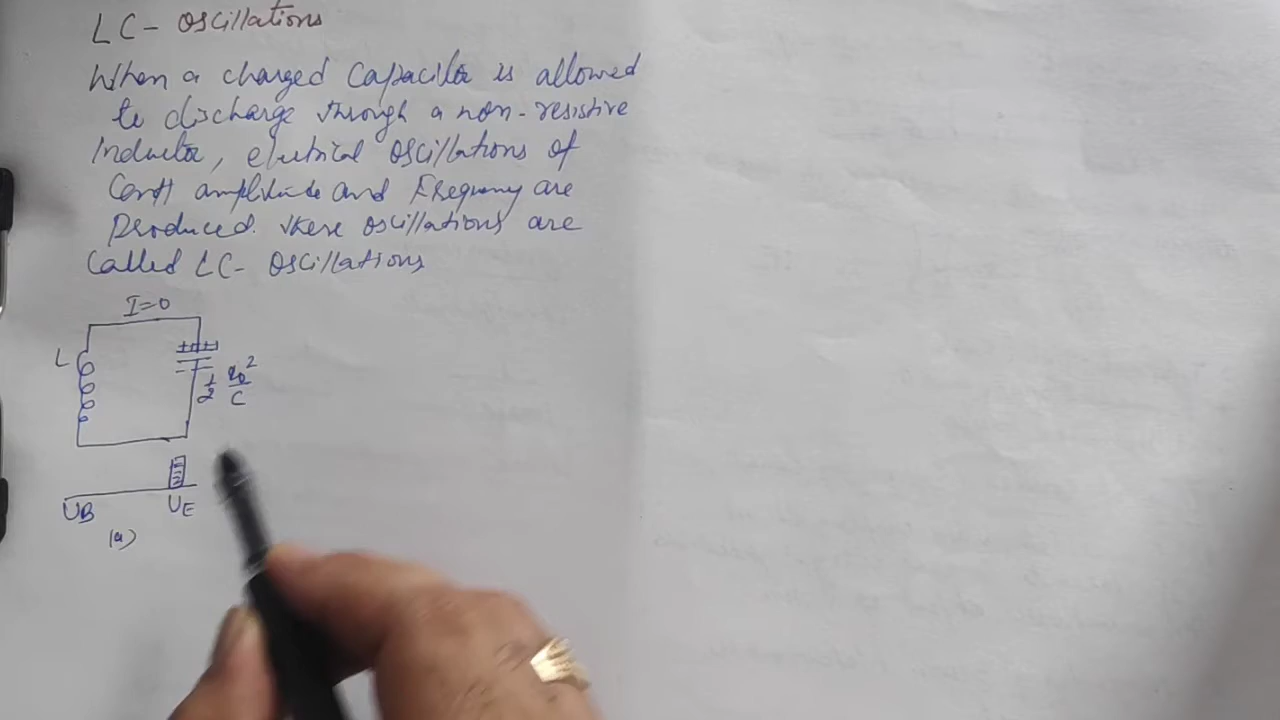 LC- Oscillations
When a charged Capacitor is allowed
to discharge through a non-resistive
Inductor, electrical oscillations of
Const amplitude and Frequency are
Produced. these oscillations are
Called LC- Oscillations
I=0
L
1/2 q0²/C
UB UE
(a)